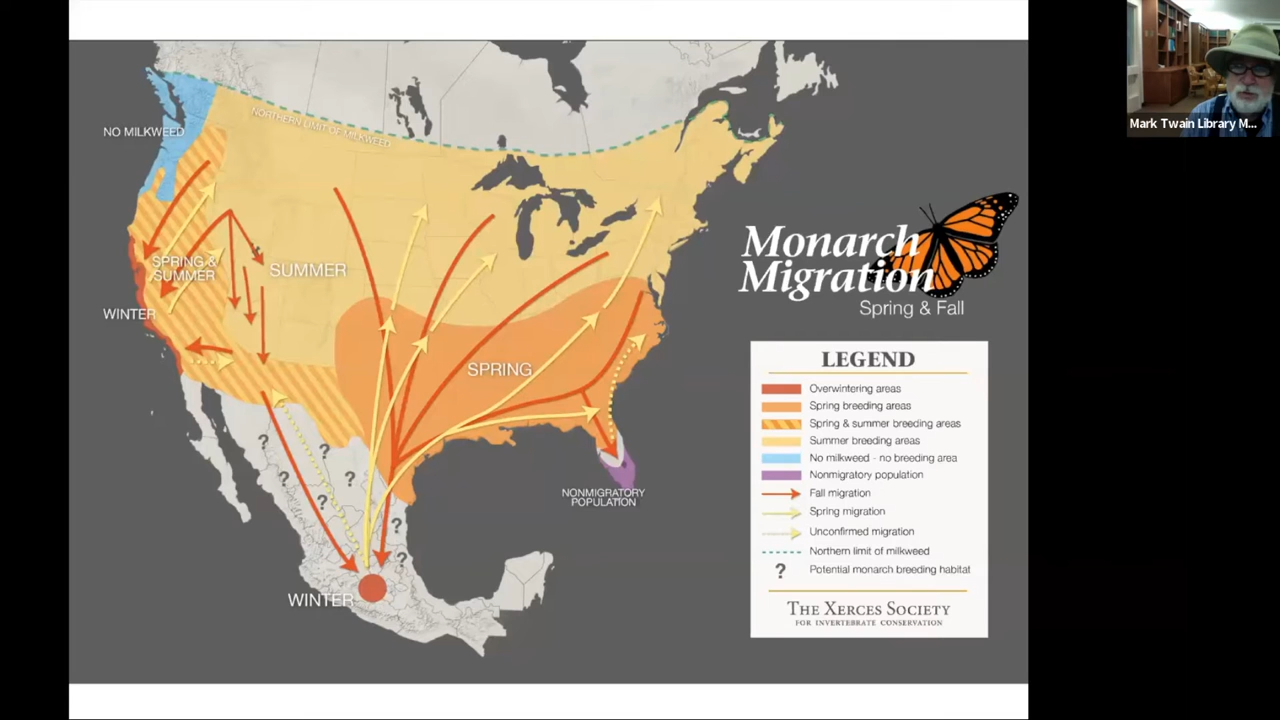 NO MILKWEED
NORTHERN LIMIT OF MILKWEED
SPRING &
SUMMER
SUMMER
WINTER
SPRING
NONMIGRATORY
POPULATION
WINTER
?
?
?
?
?
?
?
Monarch
Migration
Spring & Fall
LEGEND
Overwintering areas
Spring breeding areas
Spring & summer breeding areas
Summer breeding areas
No milkweed - no breeding area
Nonmigratory population
Fall migration
Spring migration
Unconfirmed migration
Northern limit of milkweed
? Potential monarch breeding habitat
THE XERCES SOCIETY
FOR INVERTEBRATE CONSERVATION
Mark Twain Library M...